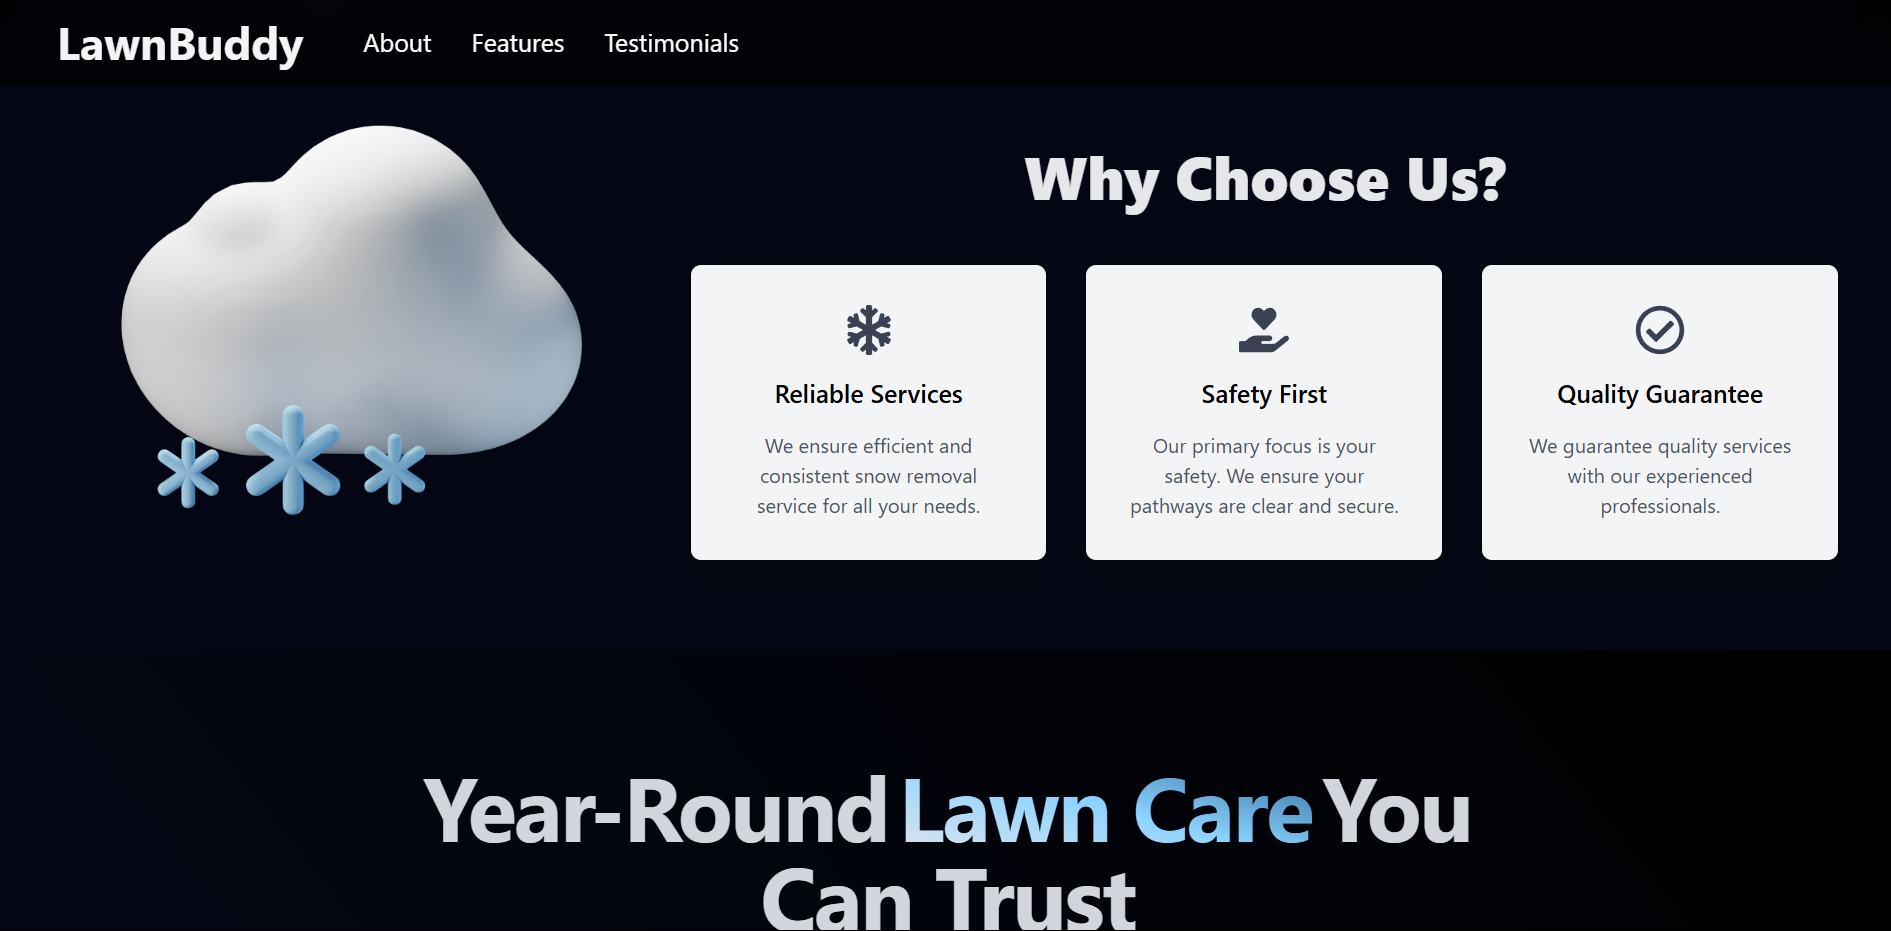 LawnBuddy
About
Features
Testimonials
Why Choose Us?
Reliable Services
We ensure efficient and
consistent snow removal
service for all your needs.
Safety First
Our primary focus is your
safety. We ensure your
pathways are clear and secure.
Quality Guarantee
We guarantee quality services
with our experienced
professionals.
Year-Round Lawn Care You
Can Trust